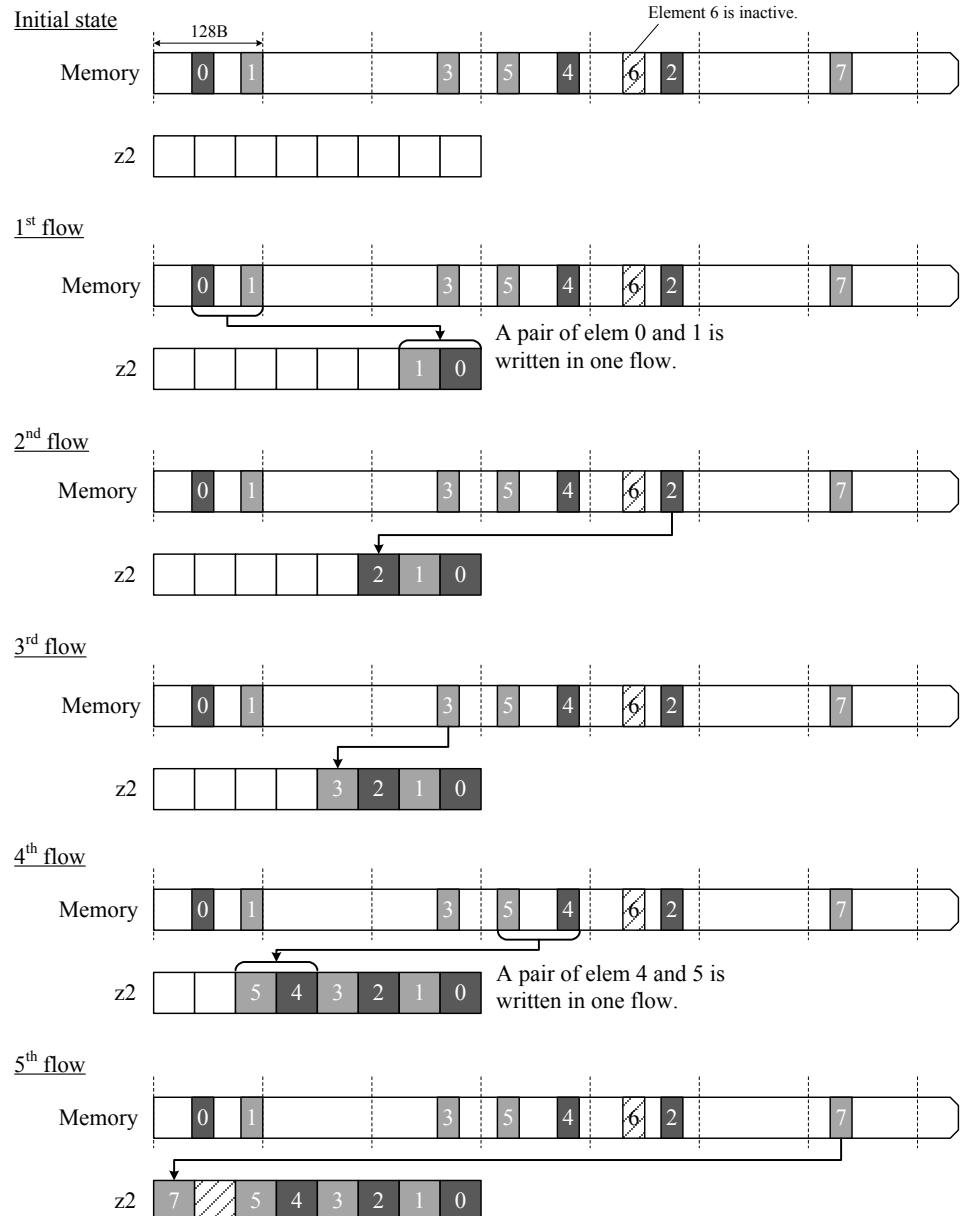 Initial state
Element 6 is inactive.
128B
Memory 0 1 3 5 4 6 2 7
z2
1st flow
Memory 0 1 3 5 4 6 2 7
A pair of elem 0 and 1 is
written in one flow.
z2 1 0
2nd flow
Memory 0 1 3 5 4 6 2 7
z2 2 1 0
3rd flow
Memory 0 1 3 5 4 6 2 7
z2 3 2 1 0
4th flow
Memory 0 1 3 5 4 6 2 7
A pair of elem 4 and 5 is
written in one flow.
z2 5 4 3 2 1 0
5th flow
Memory 0 1 3 5 4 6 2 7
z2 7 5 4 3 2 1 0